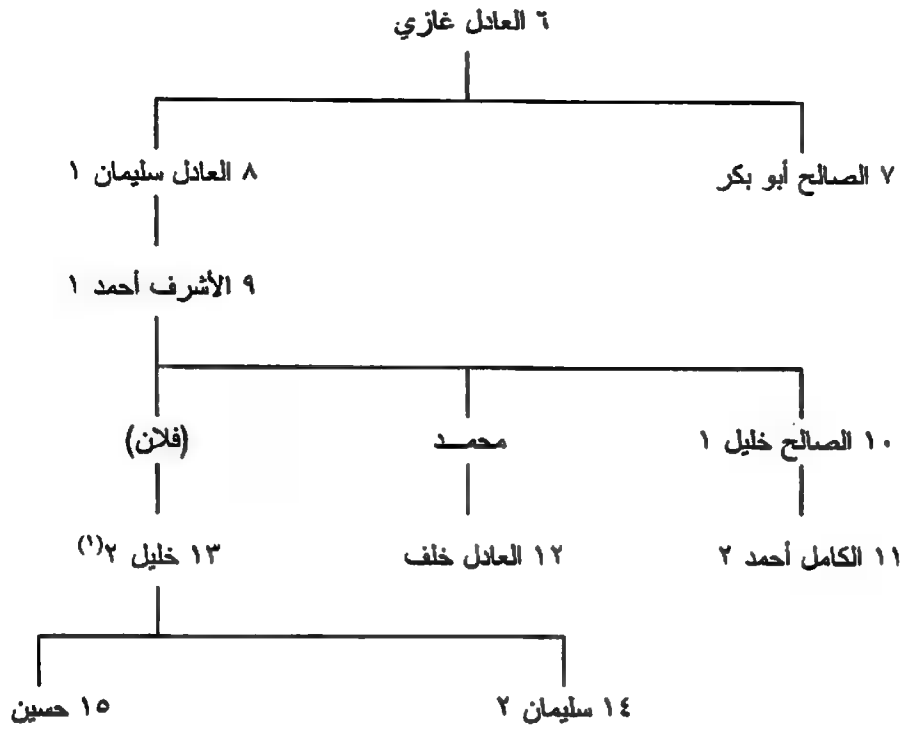 ٦ العادل غازي
٧ الصالح أبو بكر
٨ العادل سليمان ١
٩ الأشرف أحمد ١
١٠ الصالح خليل ١
محمد
(فلان)
١١ الكامل أحمد ٢
١٢ العادل خلف
١٣ خليل ٢(١)
١٤ سليمان ٢
١٥ حسين